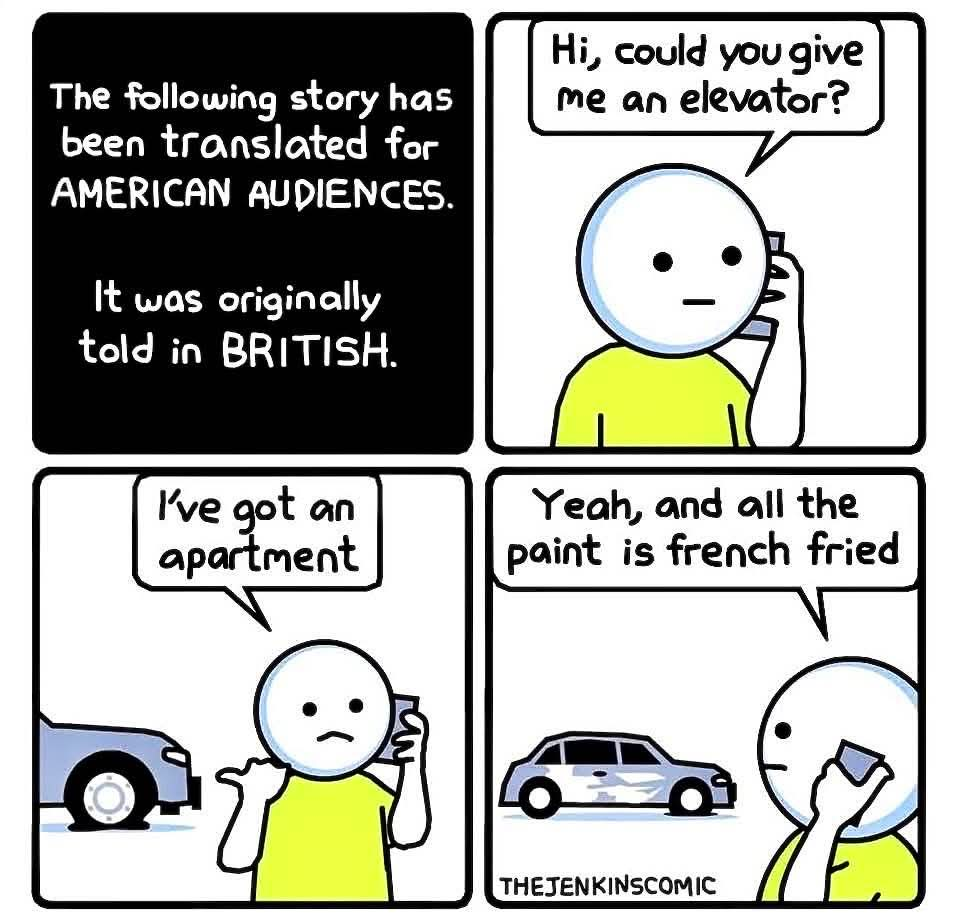 The following story has
been translated for
AMERICAN AUDIENCES.
It was originally
told in BRITISH.
Hi, could you give
me an elevator?
I've got an
apartment
Yeah, and all the
paint is french fried
THEJENKINSCOMIC